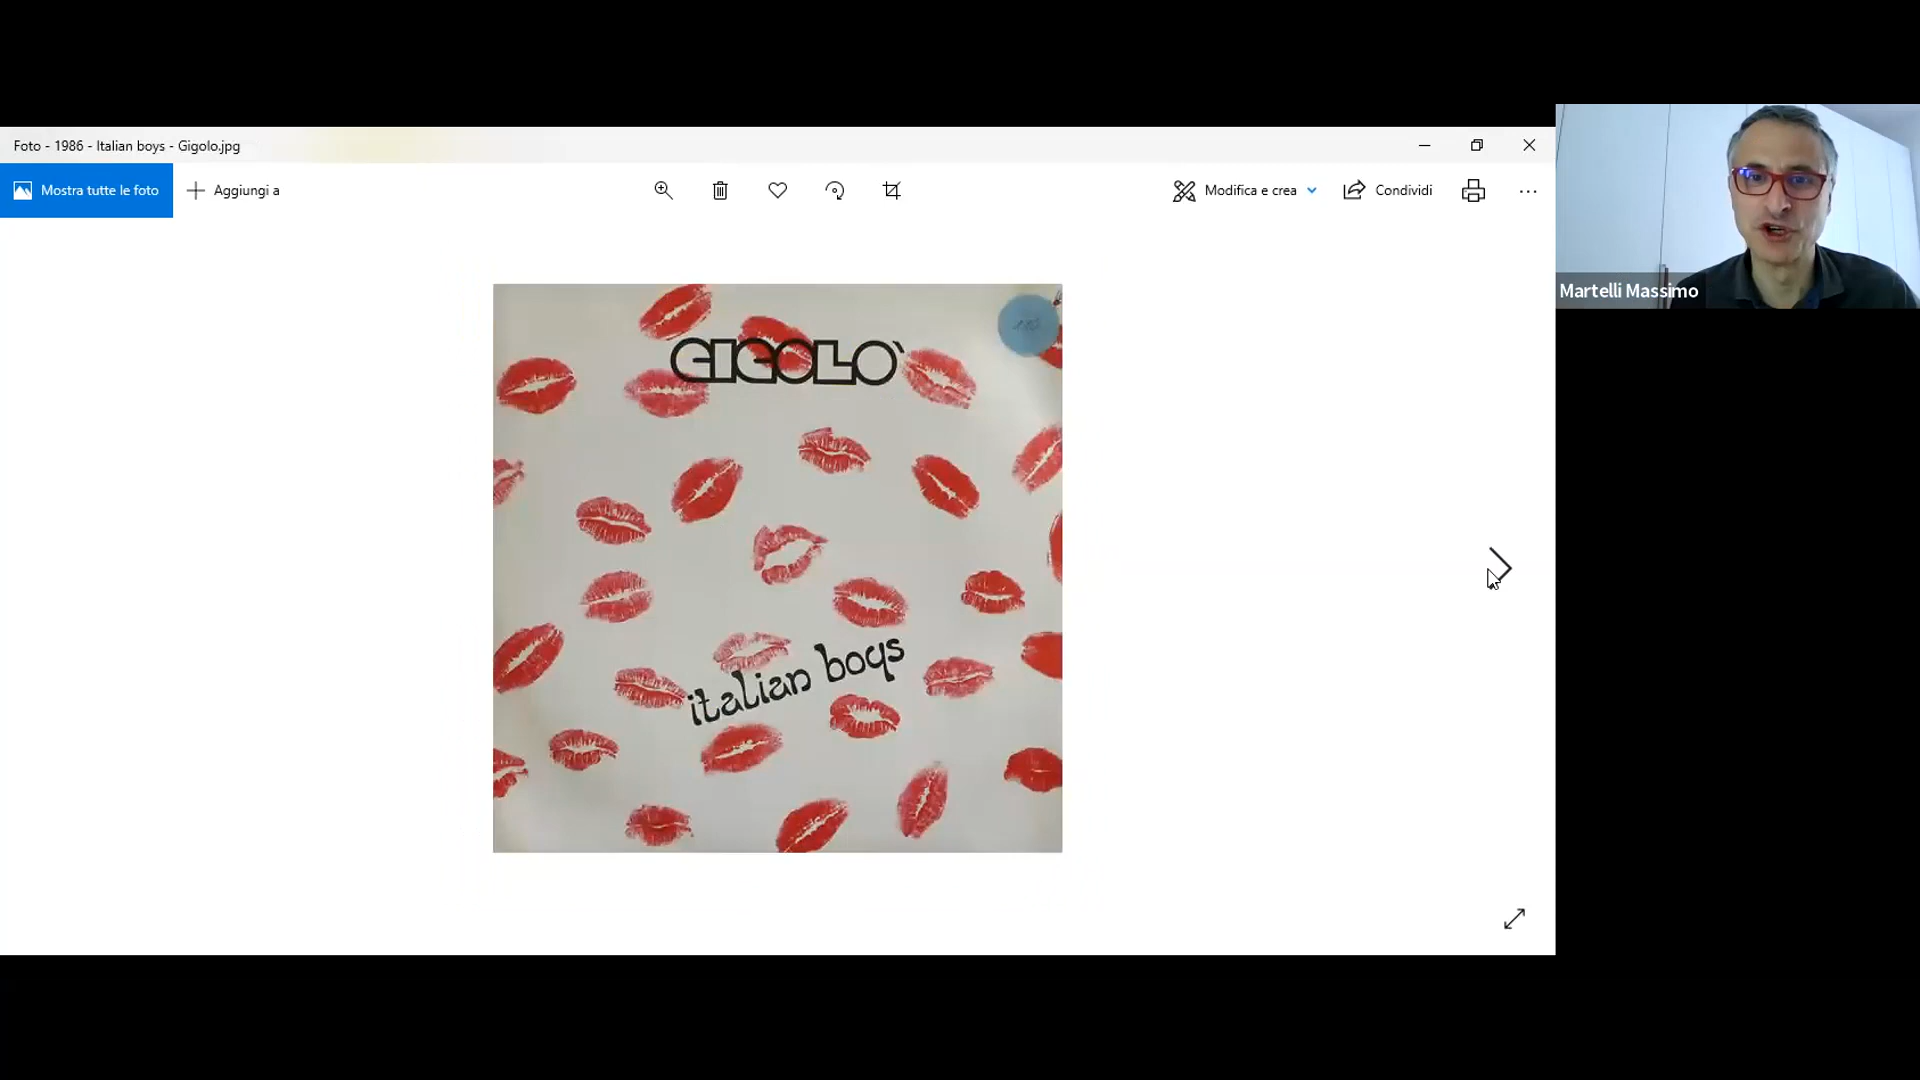 Foto - 1986 - Italian boys - Gigolo.jpg
Mostra tutte le foto
Aggiungi a
Modifica e crea
Condividi
Martelli Massimo
GIGOLO`
italian boys